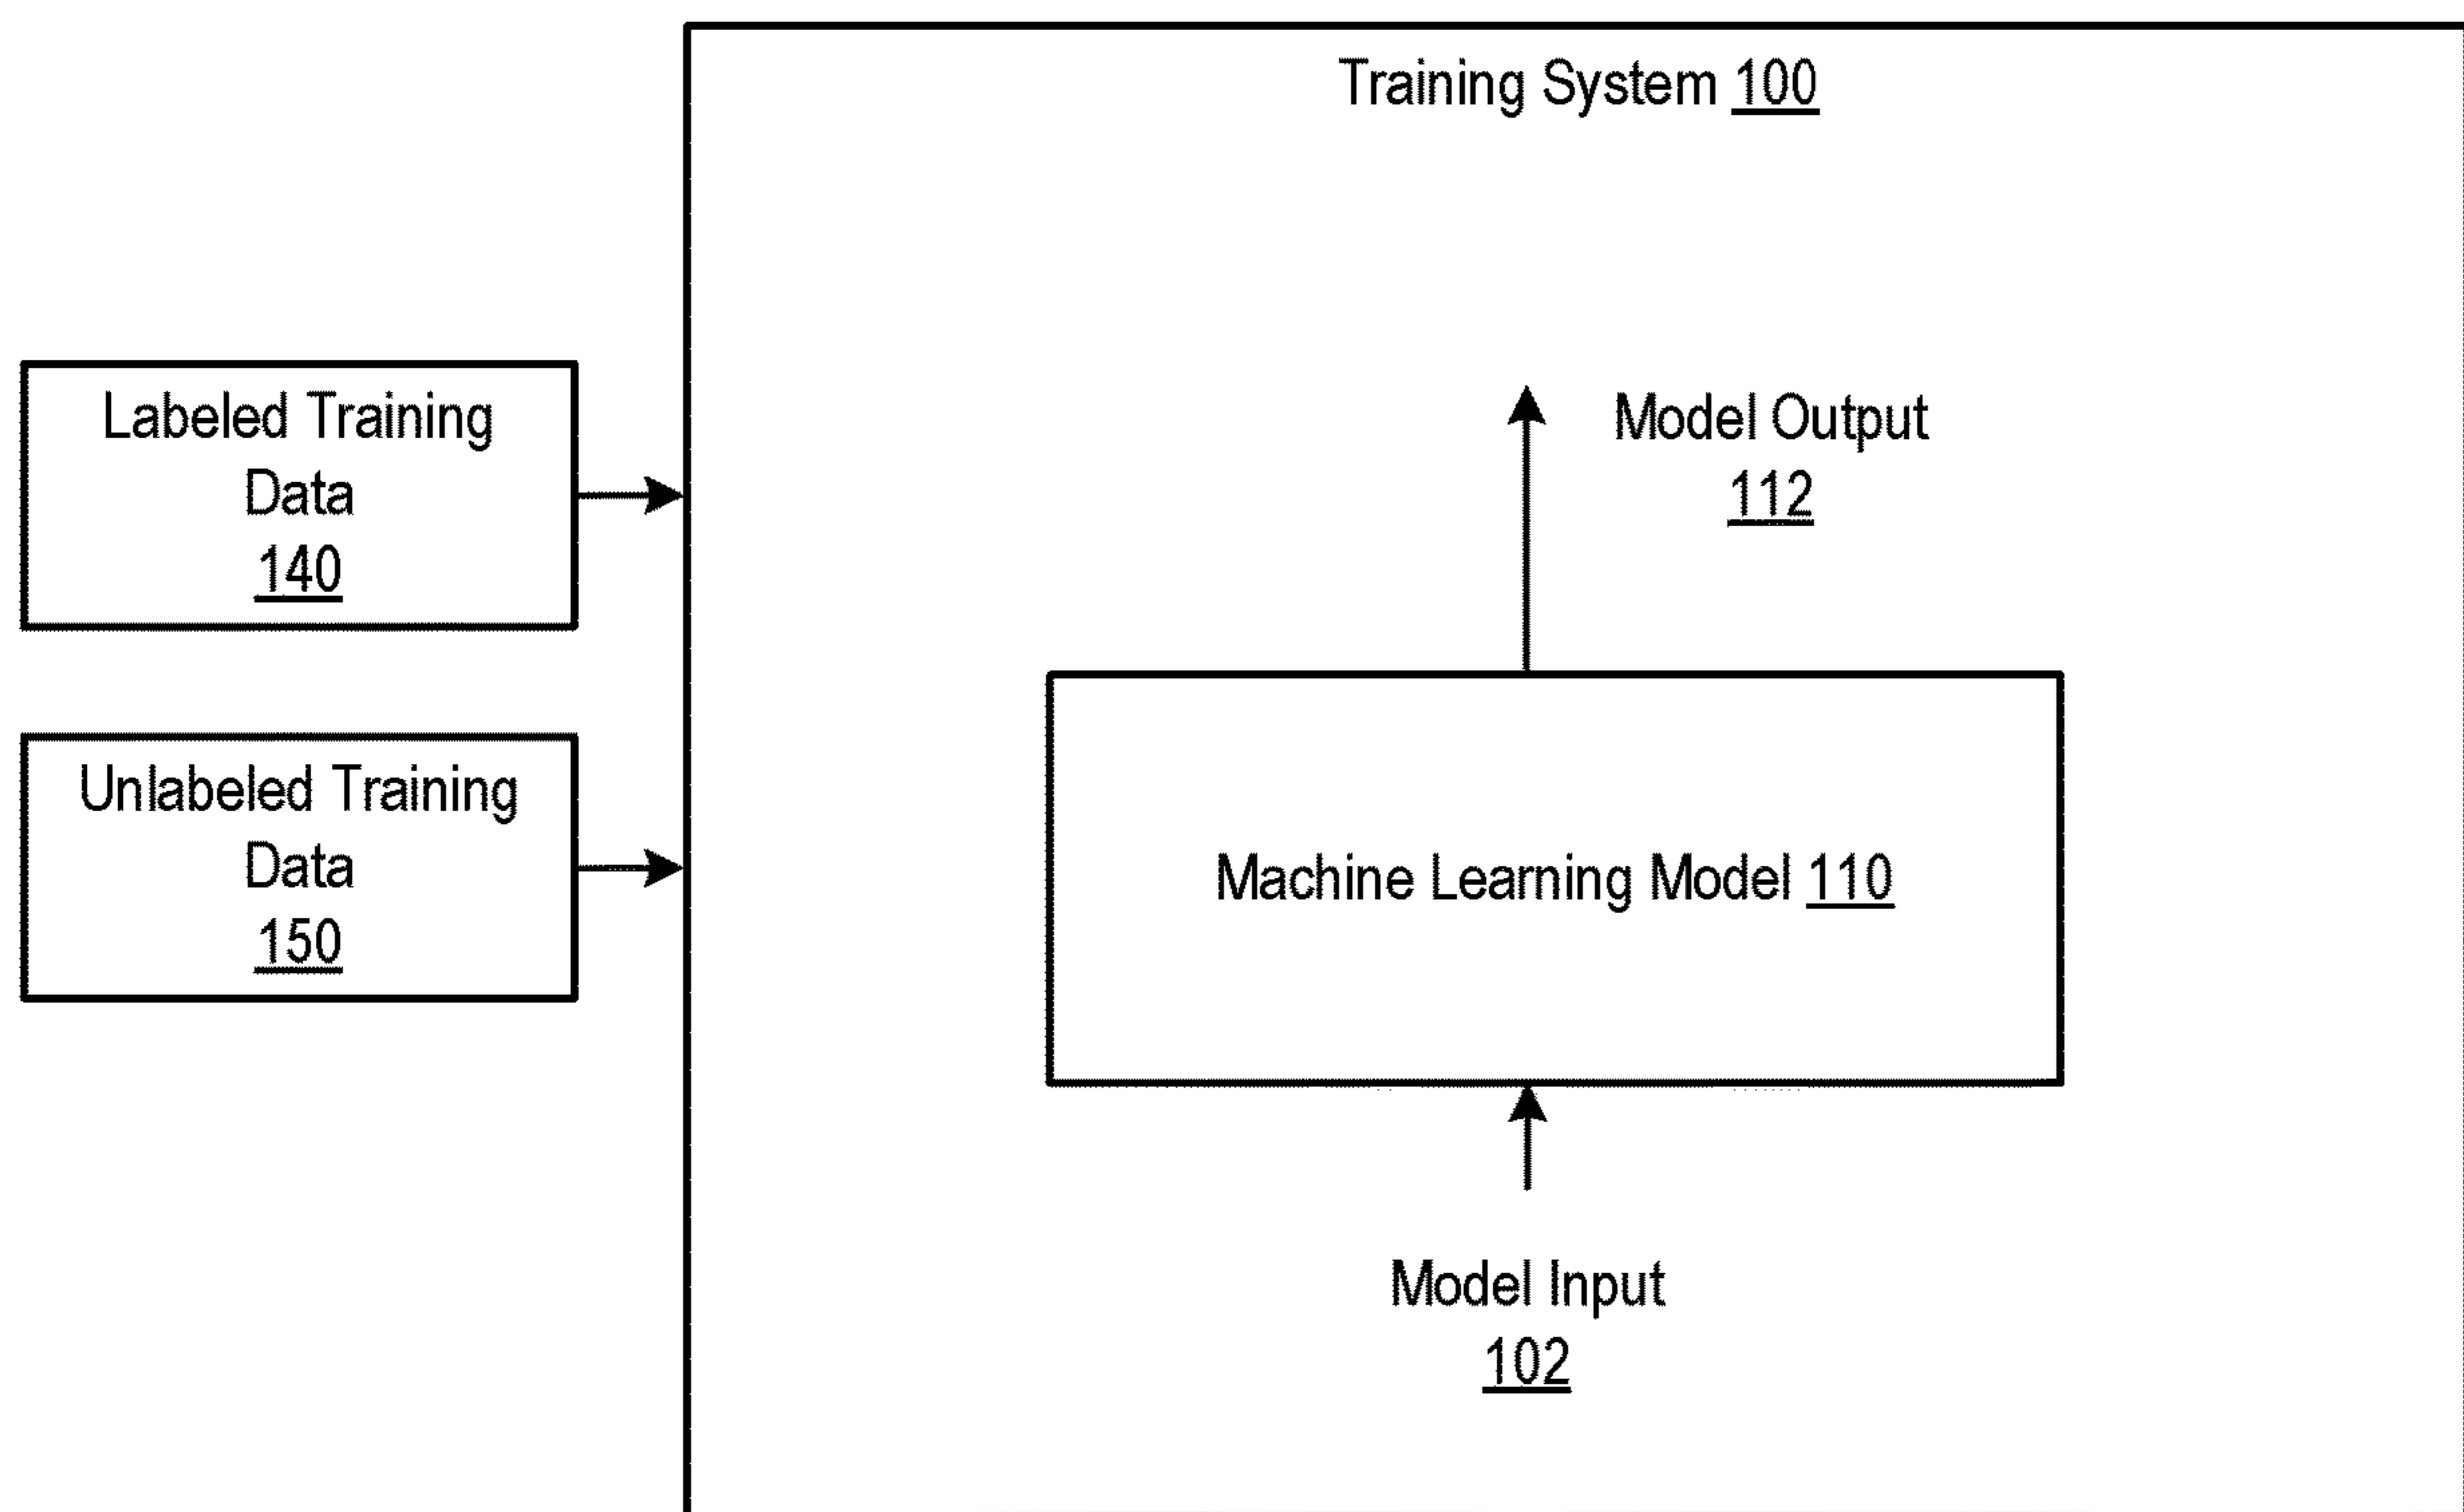 Training System 100
Labeled Training
Data
140
Model Output
112
Unlabeled Training
Data
150
Machine Learning Model 110
Model Input
102